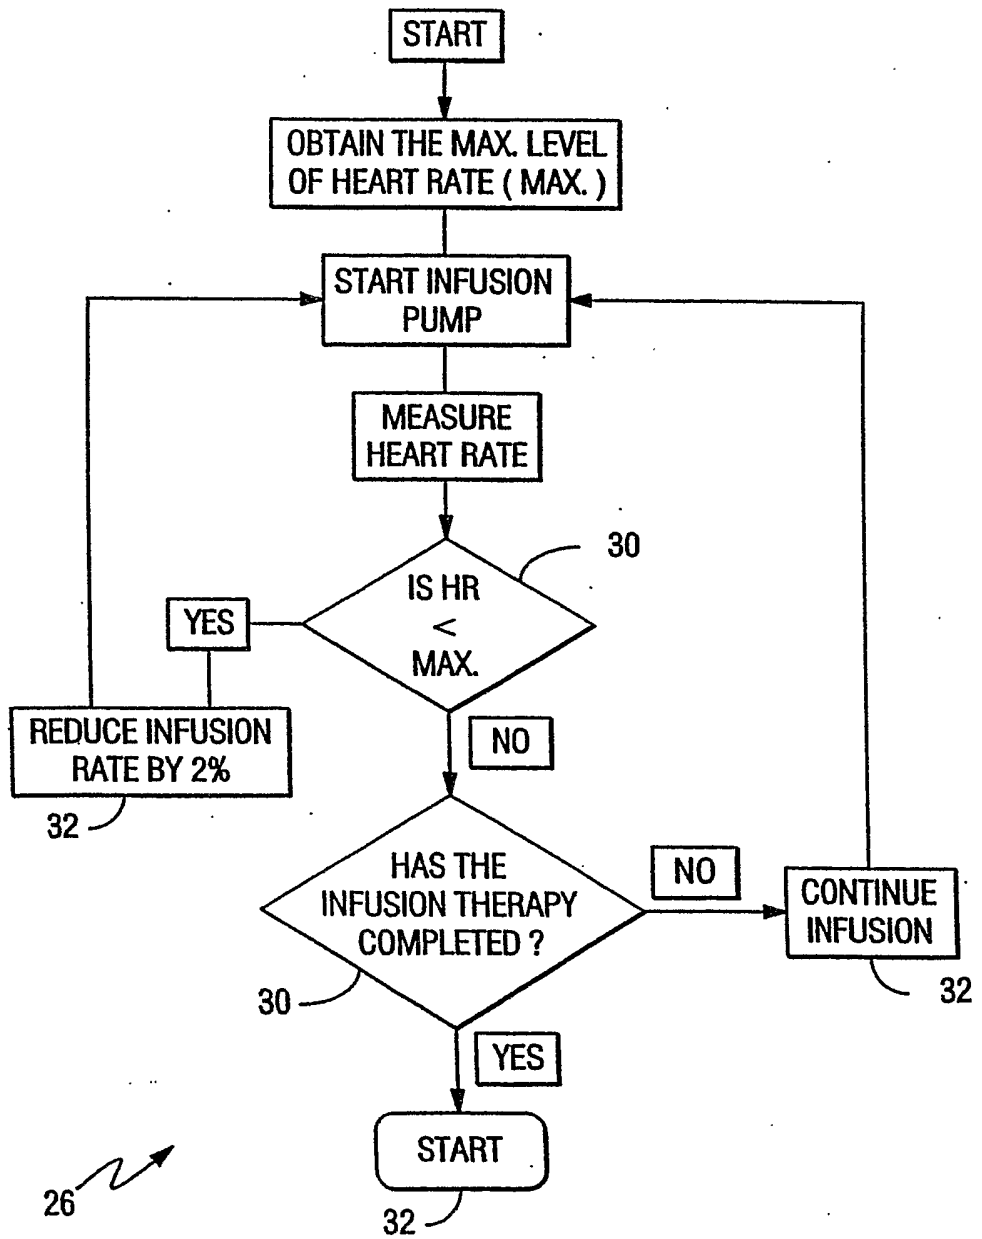 START
OBTAIN THE MAX. LEVEL
OF HEART RATE ( MAX. )
START INFUSION
PUMP
MEASURE
HEART RATE
30
IS HR
<
MAX.
YES
REDUCE INFUSION
RATE BY 2%
32
NO
HAS THE
INFUSION THERAPY
COMPLETED ?
30
NO
CONTINUE
INFUSION
32
YES
START
32
26